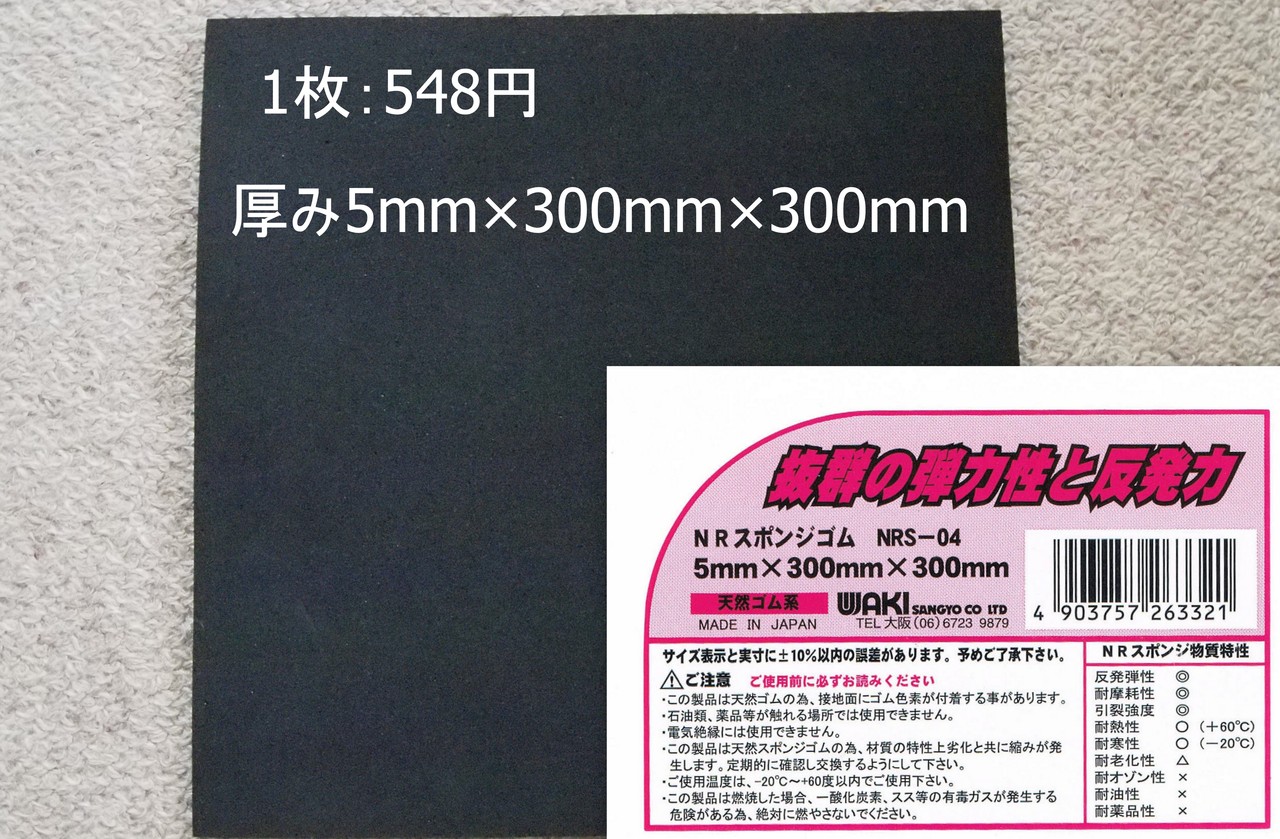 1枚：548円
厚み5mm×300mm×300mm
抜群の弾力性と反発力
NRスポンジゴム NRS－04
5mm×300mm×300mm
天然ゴム系 WAKI SANGYO CO LTD
MADE IN JAPAN TEL 大阪(06)6723 9879
4 903757 263321
サイズ表示と実寸に±10%以内の誤差があります。予めご了承下さい。
⚠ご注意 ご使用前に必ずお読みください
・この製品は天然ゴムの為、接地面にゴム色素が付着する事があります。
・石油類、薬品等が触れる場所では使用できません。
・電気絶縁には使用できません。
・この製品は天然スポンジゴムの為、材質の特性上劣化と共に縮みが発
生します。定期的に確認し交換するようにして下さい。
・ご使用温度は、-20℃～+60度以内でご使用下さい。
・この製品は燃焼した場合、一酸化炭素、スス等の有毒ガスが発生する
危険がある為、絶対に燃やさないでください。
NRスポンジ物質特性
反発弾性 ◎
耐摩耗性 ◎
引裂強度 ◎
耐熱性 ○ (＋60℃)
耐寒性 ○ (－20℃)
耐老化性 △
耐オゾン性 ×
耐油性 ×
耐薬品性 ×